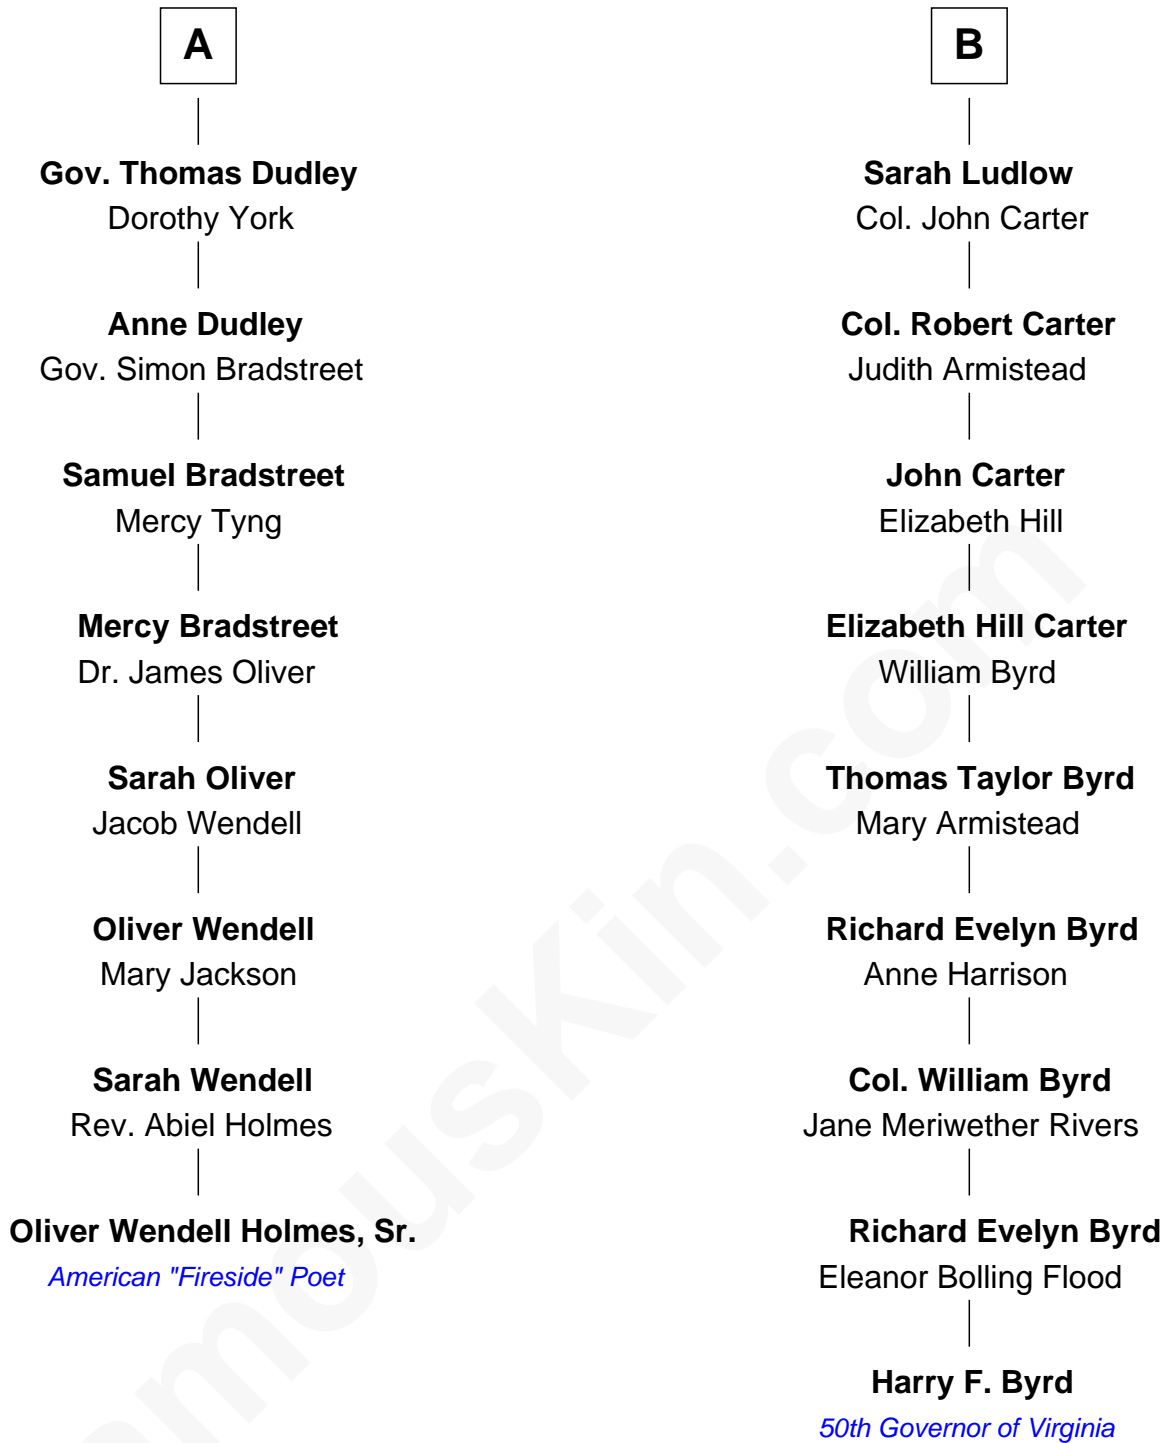 A
Gov. Thomas Dudley
Dorothy York
Anne Dudley
Gov. Simon Bradstreet
Samuel Bradstreet
Mercy Tyng
Mercy Bradstreet
Dr. James Oliver
Sarah Oliver
Jacob Wendell
Oliver Wendell
Mary Jackson
Sarah Wendell
Rev. Abiel Holmes
Oliver Wendell Holmes, Sr.
American "Fireside" Poet
B
Sarah Ludlow
Col. John Carter
Col. Robert Carter
Judith Armistead
John Carter
Elizabeth Hill
Elizabeth Hill Carter
William Byrd
Thomas Taylor Byrd
Mary Armistead
Richard Evelyn Byrd
Anne Harrison
Col. William Byrd
Jane Meriwether Rivers
Richard Evelyn Byrd
Eleanor Bolling Flood
Harry F. Byrd
50th Governor of Virginia
amouskin.com